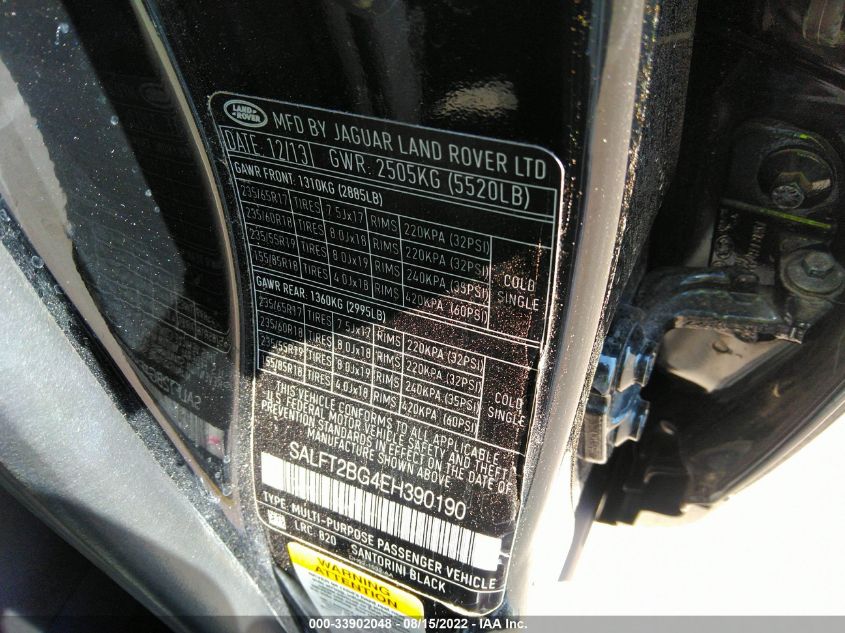 LAND ROVER
MFD BY JAGUAR LAND ROVER LTD
DATE: 12/13 GWR: 2505KG (5520LB)
GAWR FRONT: 1310KG (2885LB)
235/65R17 TIRES 7.5Jx17 RIMS 220KPA (32PSI)
235/60R18 TIRES 8.0Jx18 RIMS 220KPA (32PSI)
235/55R19 TIRES 8.0Jx19 RIMS 240KPA (35PSI)
155/85R18 TIRES 4.0Jx18 RIMS 420KPA (60PSI)
COLD
SINGLE
GAWR REAR: 1360KG (2995LB)
235/65R17 TIRES 7.5Jx17 RIMS 220KPA (32PSI)
235/60R18 TIRES 8.0Jx18 RIMS 220KPA (32PSI)
235/55R19 TIRES 8.0Jx19 RIMS 240KPA (35PSI)
155/85R18 TIRES 4.0Jx18 RIMS 420KPA (60PSI)
COLD
SINGLE
THIS VEHICLE CONFORMS TO ALL APPLICABLE
U.S FEDERAL MOTOR VEHICLE SAFETY AND THEFT
PREVENTION STANDARDS IN EFFECT ON THE DATE OF
MANUFACTURE SHOWN ABOVE
SALFT2BG4EH390190
TYPE: MULTI-PURPOSE PASSENGER VEHICLE
LRC: 820 SANTORINI BLACK
WARNING
ATTENTION
000-33902048 - 08/15/2022 - IAA Inc.